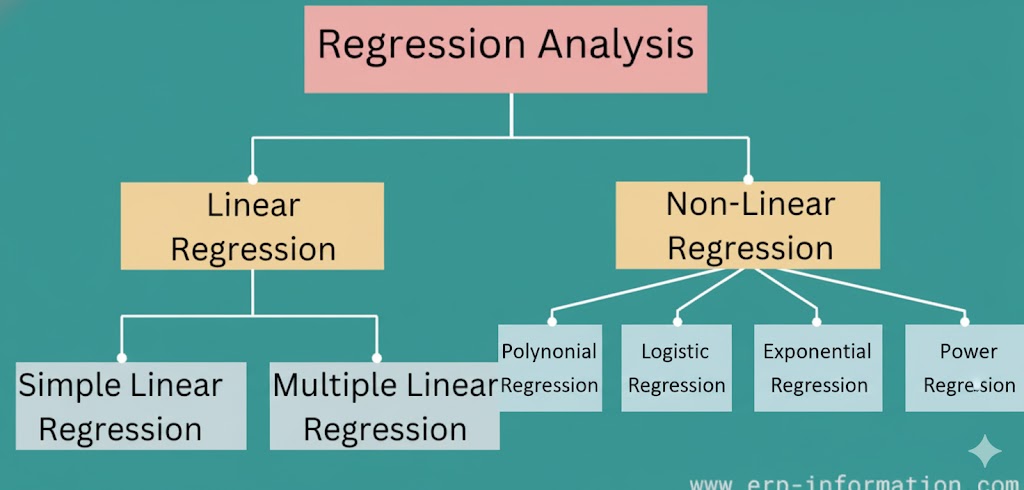 Regression Analysis
Linear
Regression
Non-Linear
Regression
Simple Linear
Regression
Multiple Linear
Regression
Polynonial
Regression
Logistic
Regression
Exponential
Regression
Power
Regression
www.erp-information.com